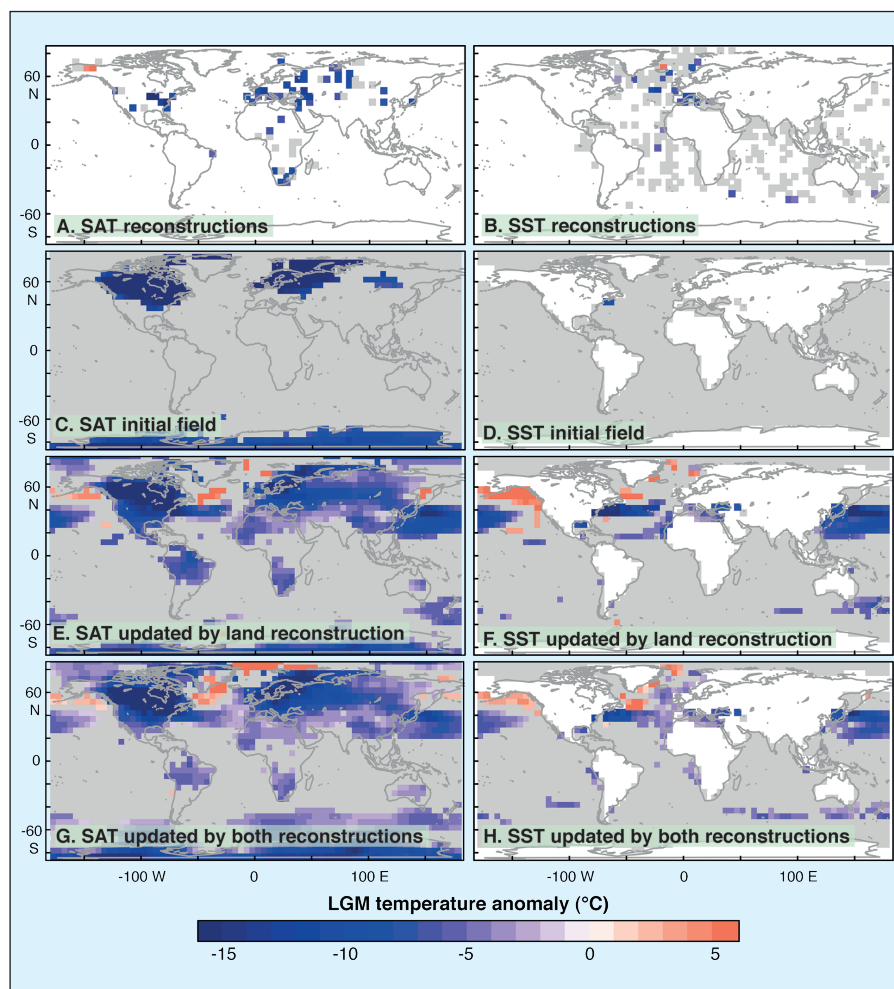 60
N
0
-60
S
A. SAT reconstructions
B. SST reconstructions
60
N
0
-60
S
C. SAT initial field
D. SST initial field
60
N
0
-60
S
E. SAT updated by land reconstruction
F. SST updated by land reconstruction
60
N
0
-60
S
G. SAT updated by both reconstructions
H. SST updated by both reconstructions
-100 W 0 100 E -100 W 0 100 E
LGM temperature anomaly (°C)
-15 -10 -5 0 5